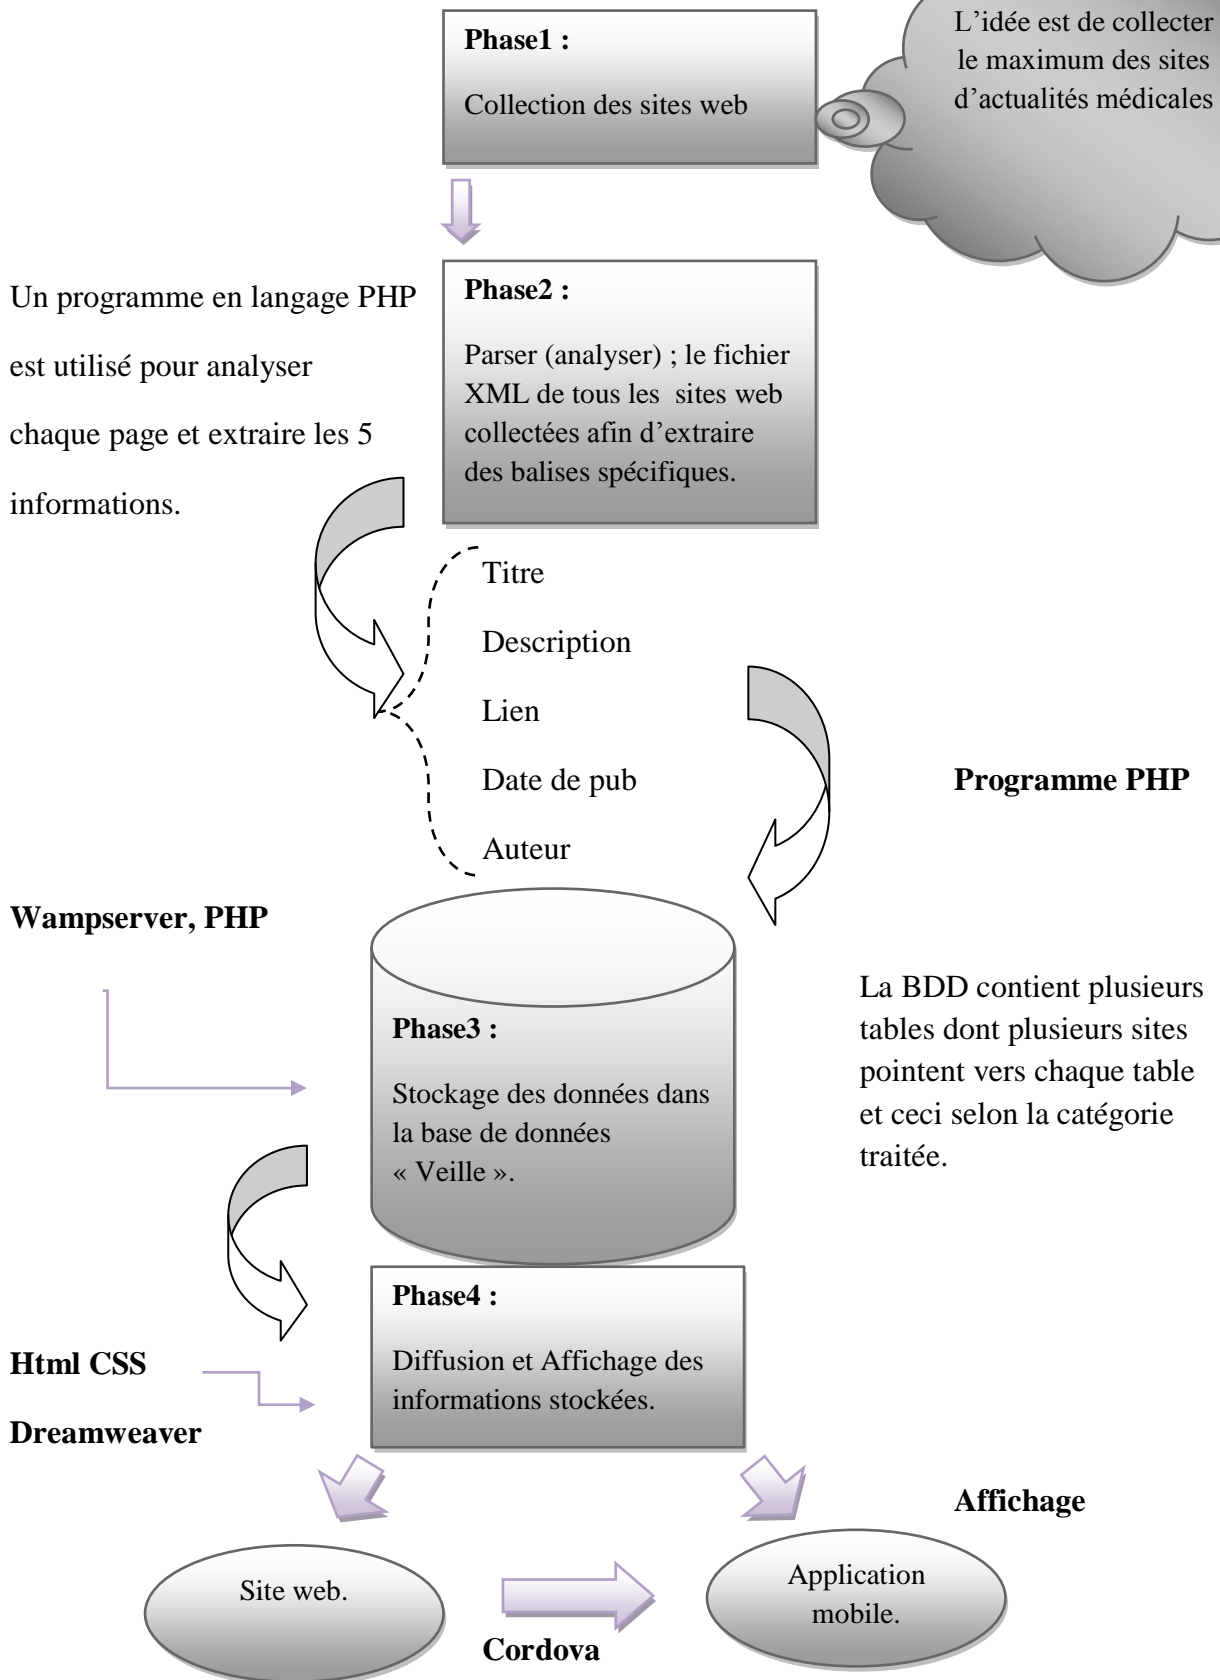 Phase1 :
Collection des sites web
L’idée est de collecter
le maximum des sites
d’actualités médicales
Un programme en langage PHP
est utilisé pour analyser
chaque page et extraire les 5
informations.
Phase2 :
Parser (analyser) ; le fichier
XML de tous les sites web
collectées afin d’extraire
des balises spécifiques.
Titre
Description
Lien
Date de pub
Auteur
Programme PHP
Wampserver, PHP
Phase3 :
Stockage des données dans
la base de données
« Veille ».
La BDD contient plusieurs
tables dont plusieurs sites
pointent vers chaque table
et ceci selon la catégorie
traitée.
Phase4 :
Diffusion et Affichage des
informations stockées.
Html CSS
Dreamweaver
Affichage
Site web.
Cordova
Application
mobile.